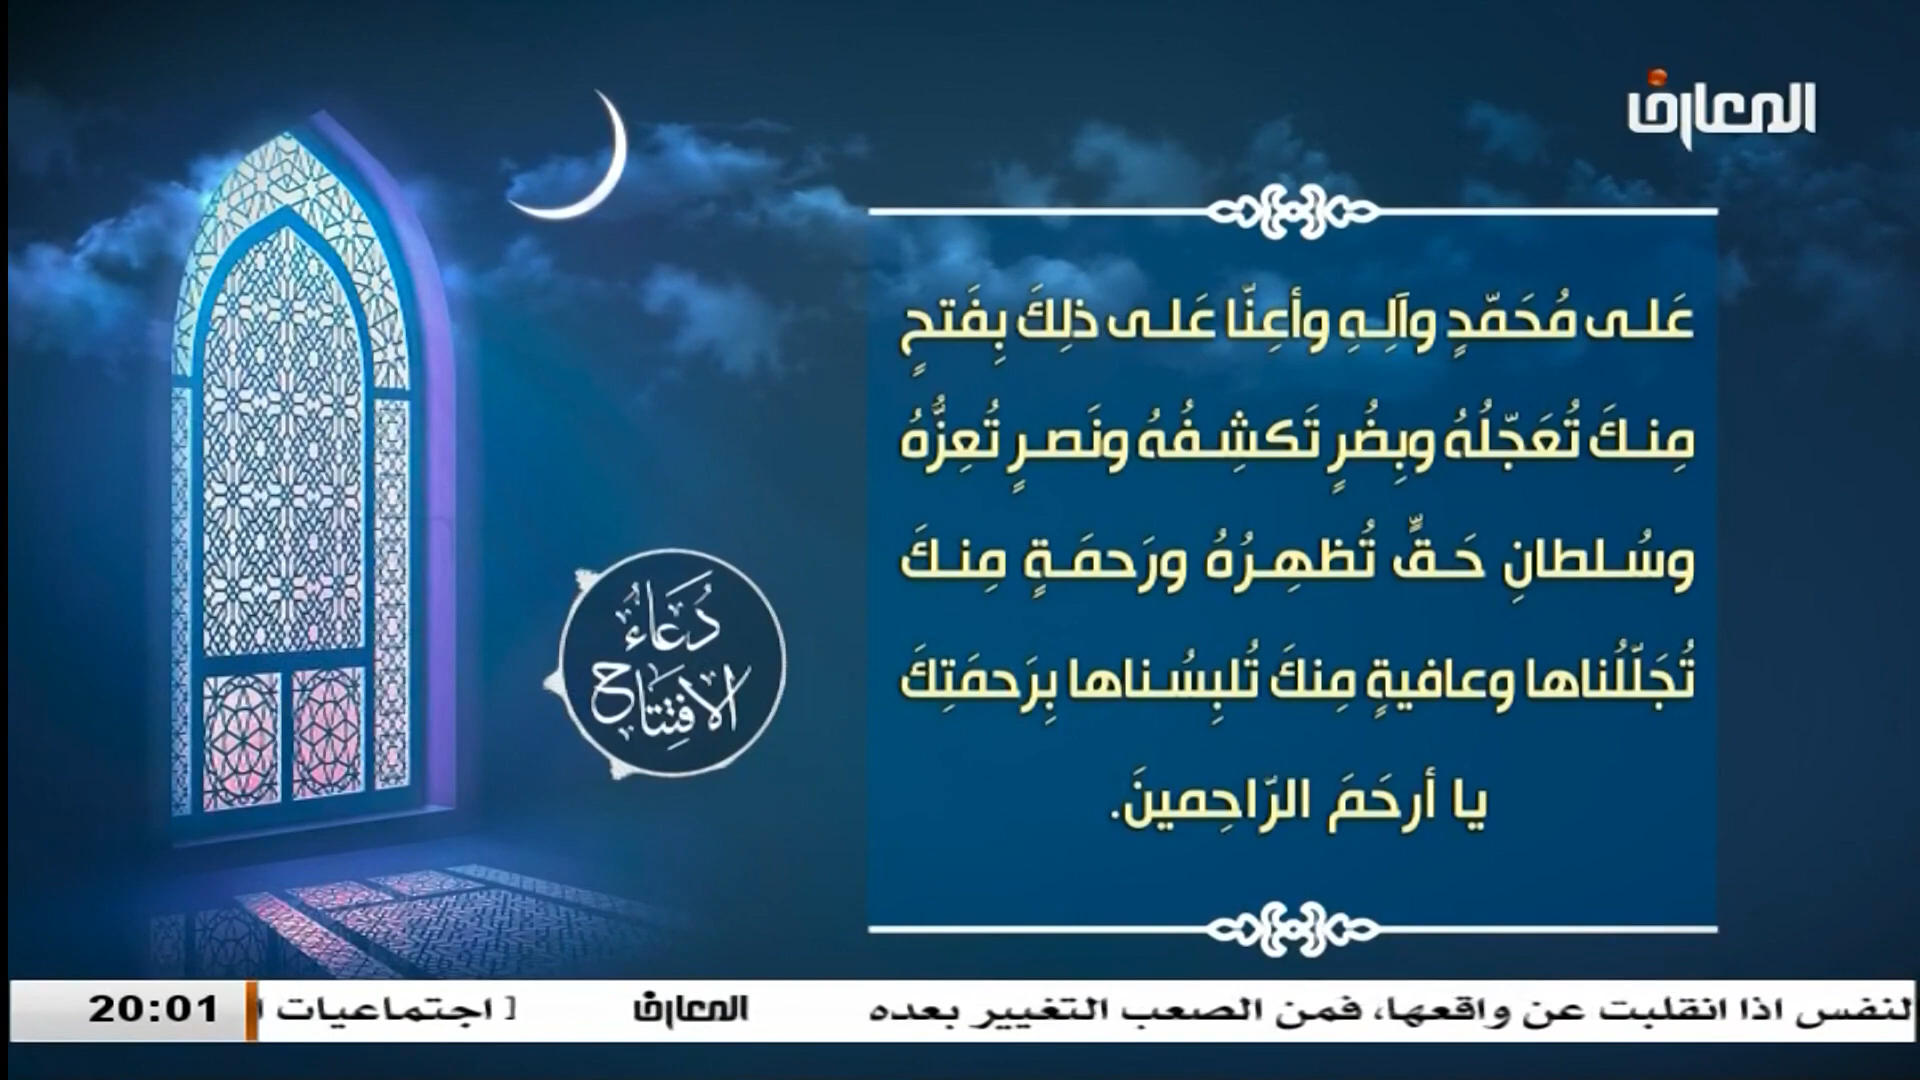 المعارف
عَلى مُحَمّدٍ وآلِهِ وأعِنّا عَلى ذلِكَ بِفَتحٍ
مِنكَ تُعَجّلُهُ وبِضُرٍ تَكشِفُهُ ونَصرٍ تُعِزُّهُ
وسُلطانِ حَقٍّ تُظهِرُهُ ورَحمَةٍ مِنكَ
تُجَلّلُناها وعافيةٍ مِنكَ تُلبِسُناها بِرَحمَتِكَ
يا أرحَمَ الرّاحِمينَ.
دُعَاءُ
الافتِتَاح
لنفس اذا انقلبت عن واقعها، فمن الصعب التغيير بعده المعارف [ اجتماعيات ا
20:01